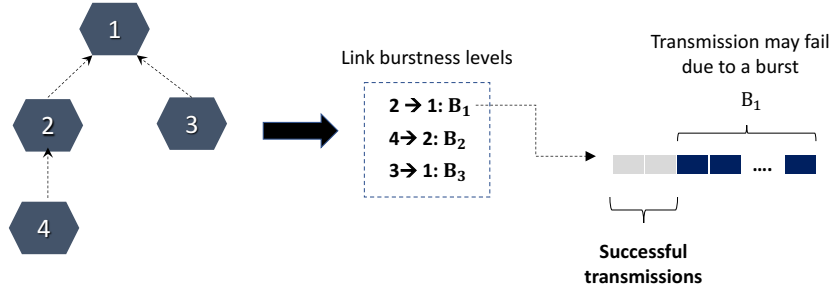 1
2
3
4
Link burstness levels
2 → 1: B₁
4→ 2: B₂
3→ 1: B₃
Transmission may fail
due to a burst
B₁
....
Successful
transmissions